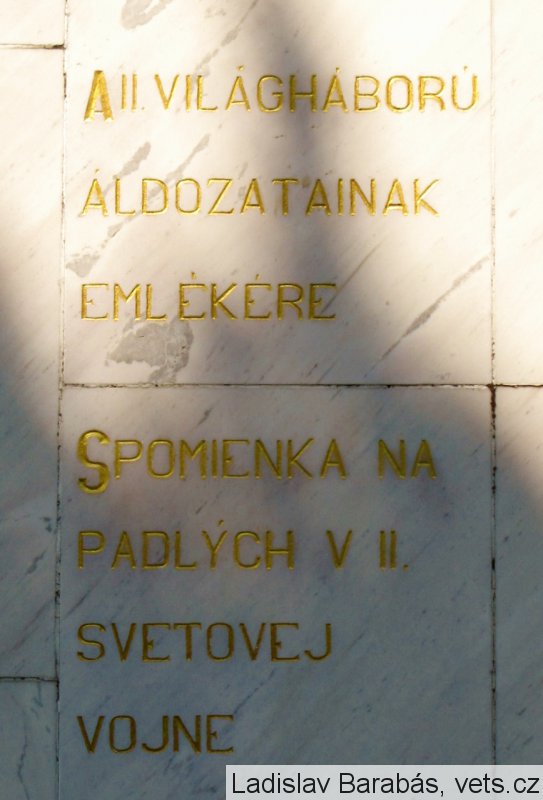 A II. VILÁGHÁBORÚ
ÁLDOZATAINAK
EMLÉKÉRE
SPOMIENKA NA
PADLÝCH V II.
SVETOVEJ
VOJNE
Ladislav Barabás, vets.cz